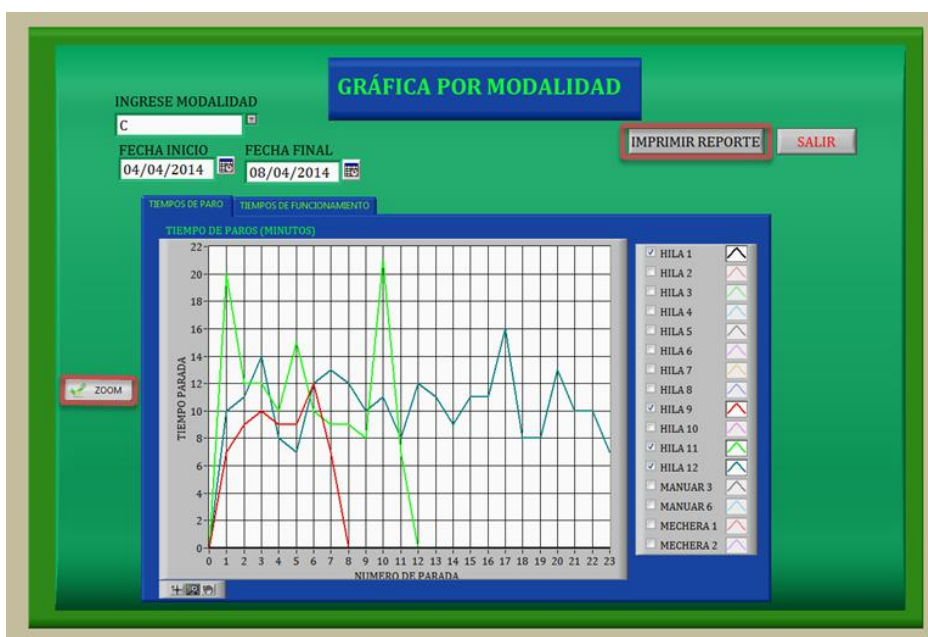 GRÁFICA POR MODALIDAD
INGRESE MODALIDAD
C
FECHA INICIO FECHA FINAL
04/04/2014 08/04/2014
IMPRIMIR REPORTE SALIR
TIEMPOS DE PARO TIEMPOS DE FUNCIONAMIENTO
TIEMPO DE PAROS (MINUTOS)
ZOOM
TIEMPO PARADA
22
20
18
16
14
12
10
8
6
4
2
0
0 1 2 3 4 5 6 7 8 9 10 11 12 13 14 15 16 17 18 19 20 21 22 23
NUMERO DE PARADA
HILA 1
HILA 2
HILA 3
HILA 4
HILA 5
HILA 6
HILA 7
HILA 8
HILA 9
HILA 10
HILA 11
HILA 12
MANUAR 3
MANUAR 6
MECHERA 1
MECHERA 2